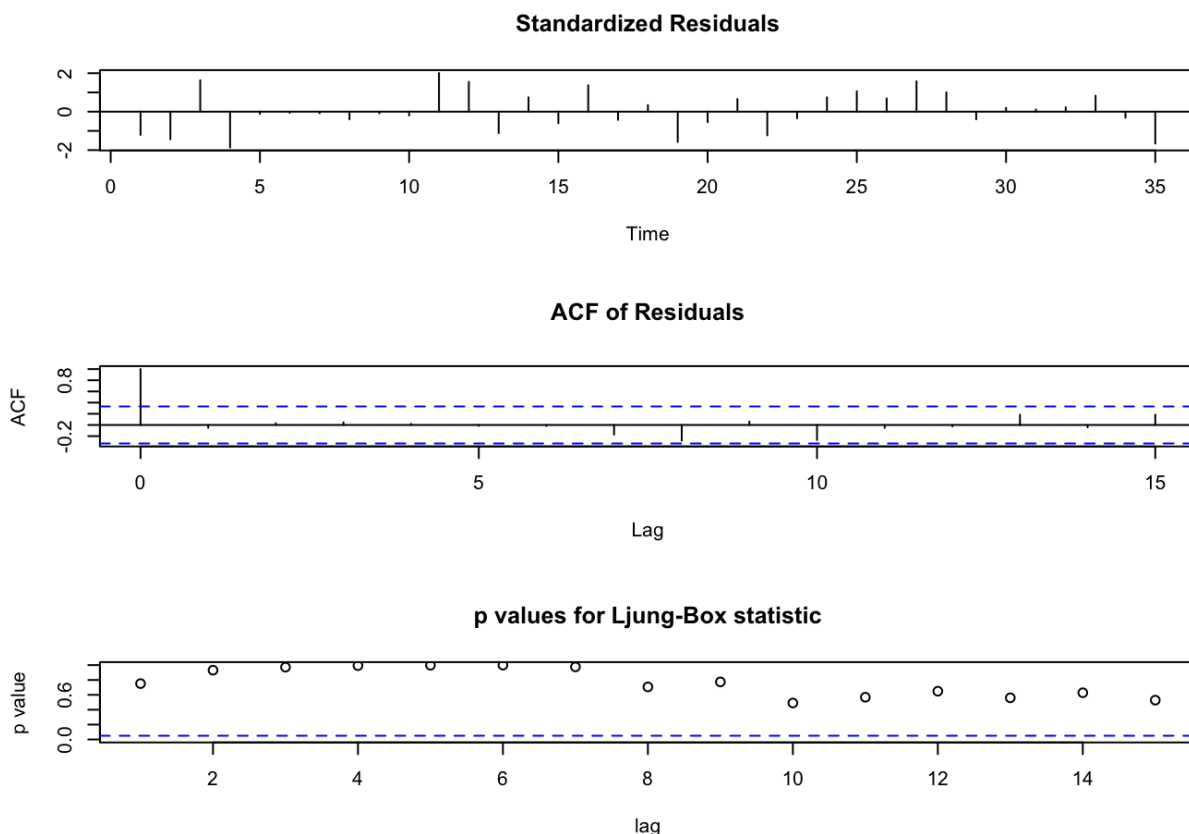 Standardized Residuals
2
0
-2
0 5 10 15 20 25 30 35
Time
ACF of Residuals
ACF
0.8
-0.2
0 5 10 15
Lag
p values for Ljung-Box statistic
p value
0.6
0.0
2 4 6 8 10 12 14
lag